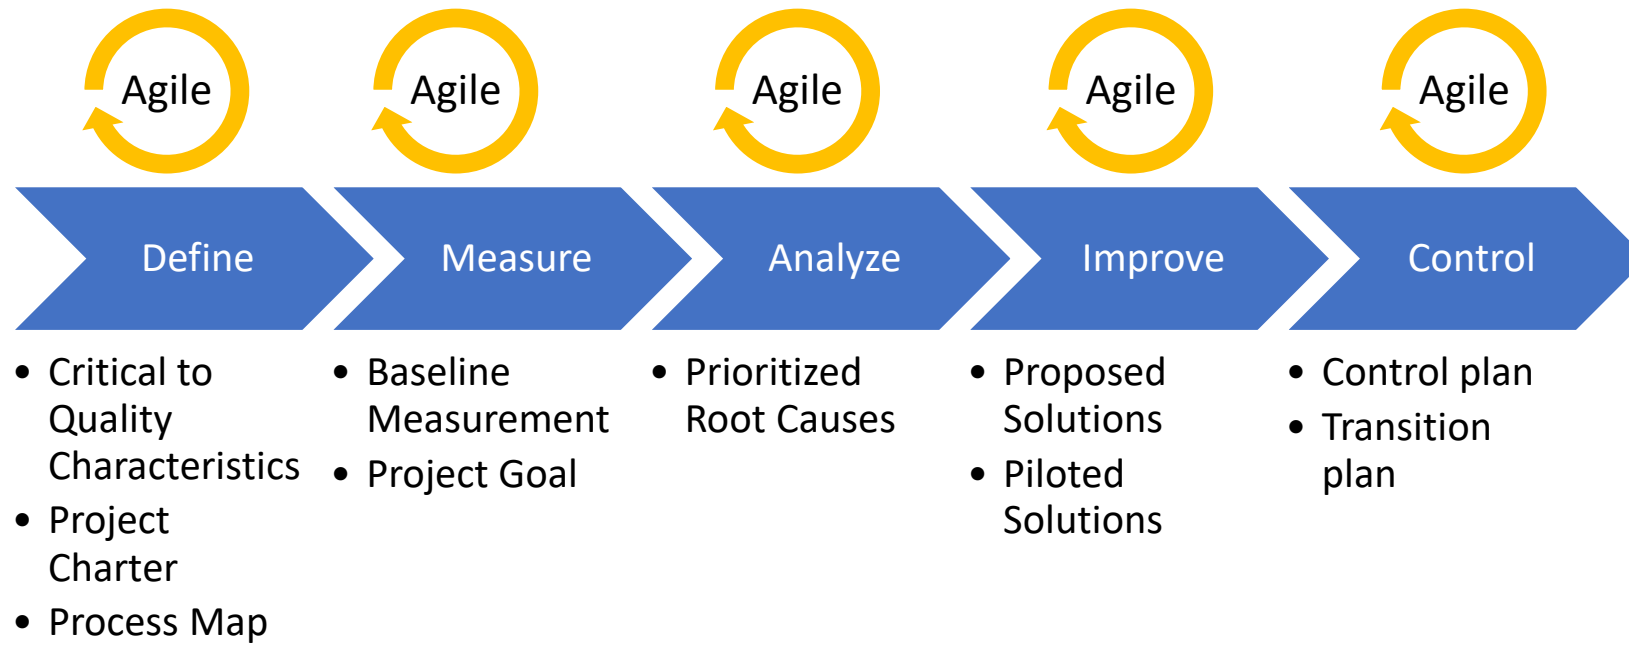 Agile
Agile
Agile
Agile
Agile
Define
Measure
Analyze
Improve
Control
• Critical to
Quality
Characteristics
• Project
Charter
• Process Map
• Baseline
Measurement
• Project Goal
• Prioritized
Root Causes
• Proposed
Solutions
• Piloted
Solutions
• Control plan
• Transition
plan